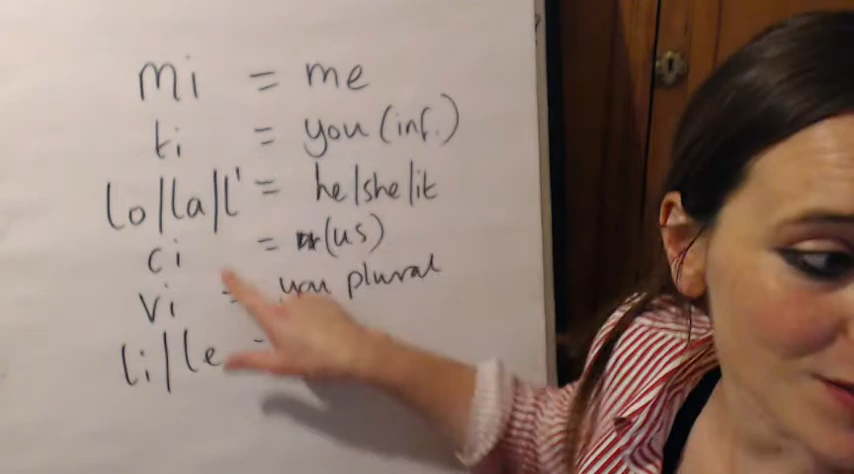 mi = me
ti = you (inf.)
lo/la/l' = he/she/it
ci = (us)
vi = you plural
li/le =